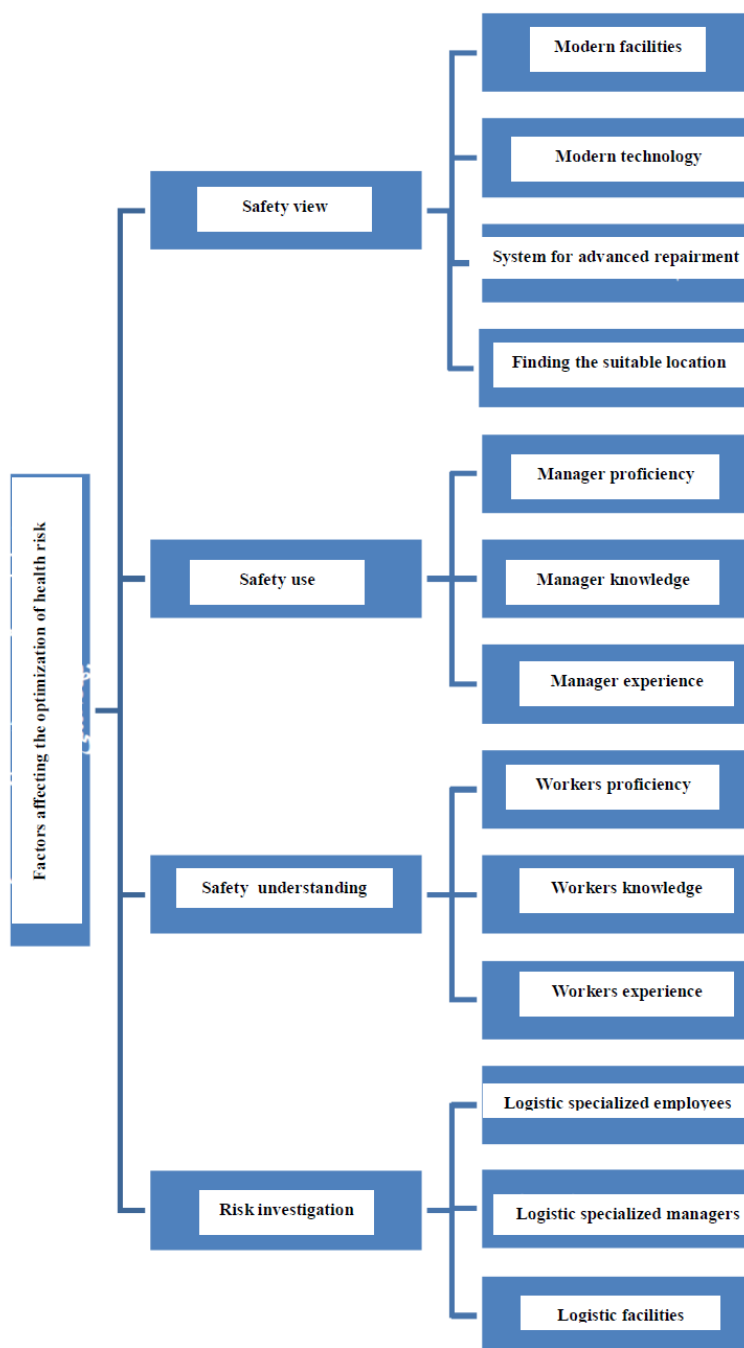 Factors affecting the optimization of health risk
Safety view
Modern facilities
Modern technology
System for advanced repairment
Finding the suitable location
Safety use
Manager proficiency
Manager knowledge
Manager experience
Safety understanding
Workers proficiency
Workers knowledge
Workers experience
Risk investigation
Logistic specialized employees
Logistic specialized managers
Logistic facilities